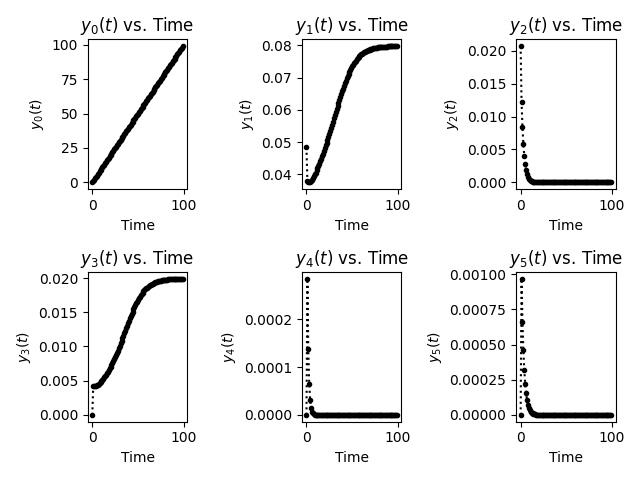 y₀(t) vs. Time
y₁(t) vs. Time
y₂(t) vs. Time
100
75
50
25
0
y₀(t)
0 100
Time
0.08
0.07
0.06
0.05
0.04
y₁(t)
0 100
Time
0.020
0.015
0.010
0.005
0.000
y₂(t)
0 100
Time
y₃(t) vs. Time
y₄(t) vs. Time
y₅(t) vs. Time
0.020
0.015
0.010
0.005
0.000
y₃(t)
0 100
Time
0.0002
0.0001
0.0000
y₄(t)
0 100
Time
0.00100
0.00075
0.00050
0.00025
0.00000
y₅(t)
0 100
Time